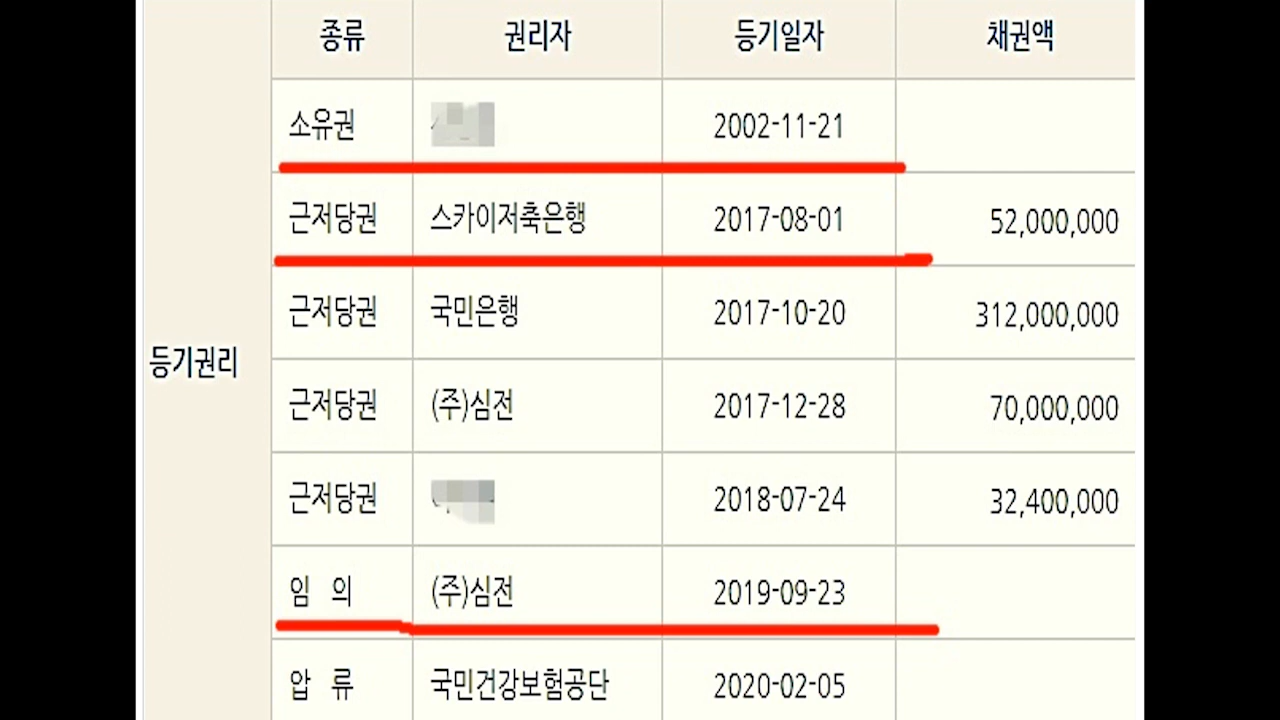 종류 권리자 등기일자 채권액
소유권 2002-11-21
근저당권 스카이저축은행 2017-08-01 52,000,000
근저당권 국민은행 2017-10-20 312,000,000
등기권리
근저당권 (주)심전 2017-12-28 70,000,000
근저당권 2018-07-24 32,400,000
임 의 (주)심전 2019-09-23
압 류 국민건강보험공단 2020-02-05